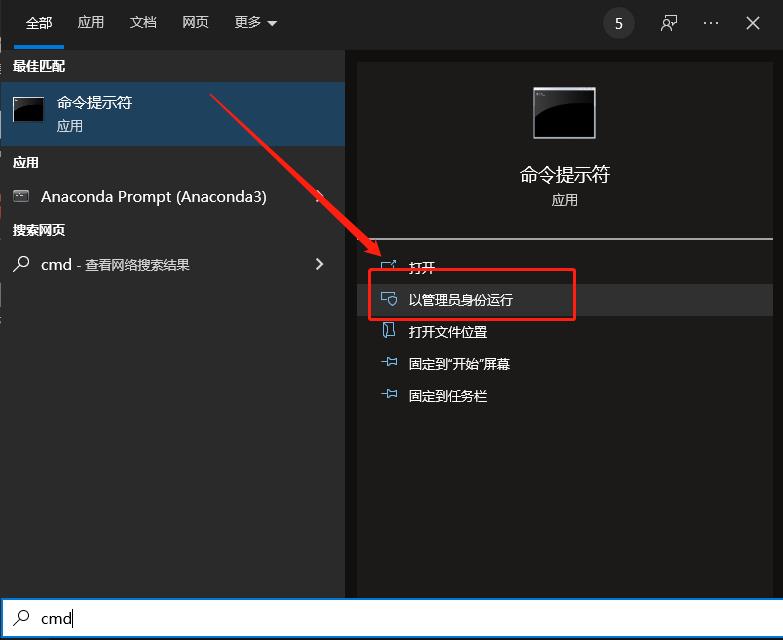 全部 应用 文档 网页 更多 5 ···
最佳匹配
命令提示符
应用
应用
Anaconda Prompt (Anaconda3)
搜索网页
cmd - 查看网络搜索结果
命令提示符
应用
打开
以管理员身份运行
打开文件位置
固定到“开始”屏幕
固定到任务栏
cmd